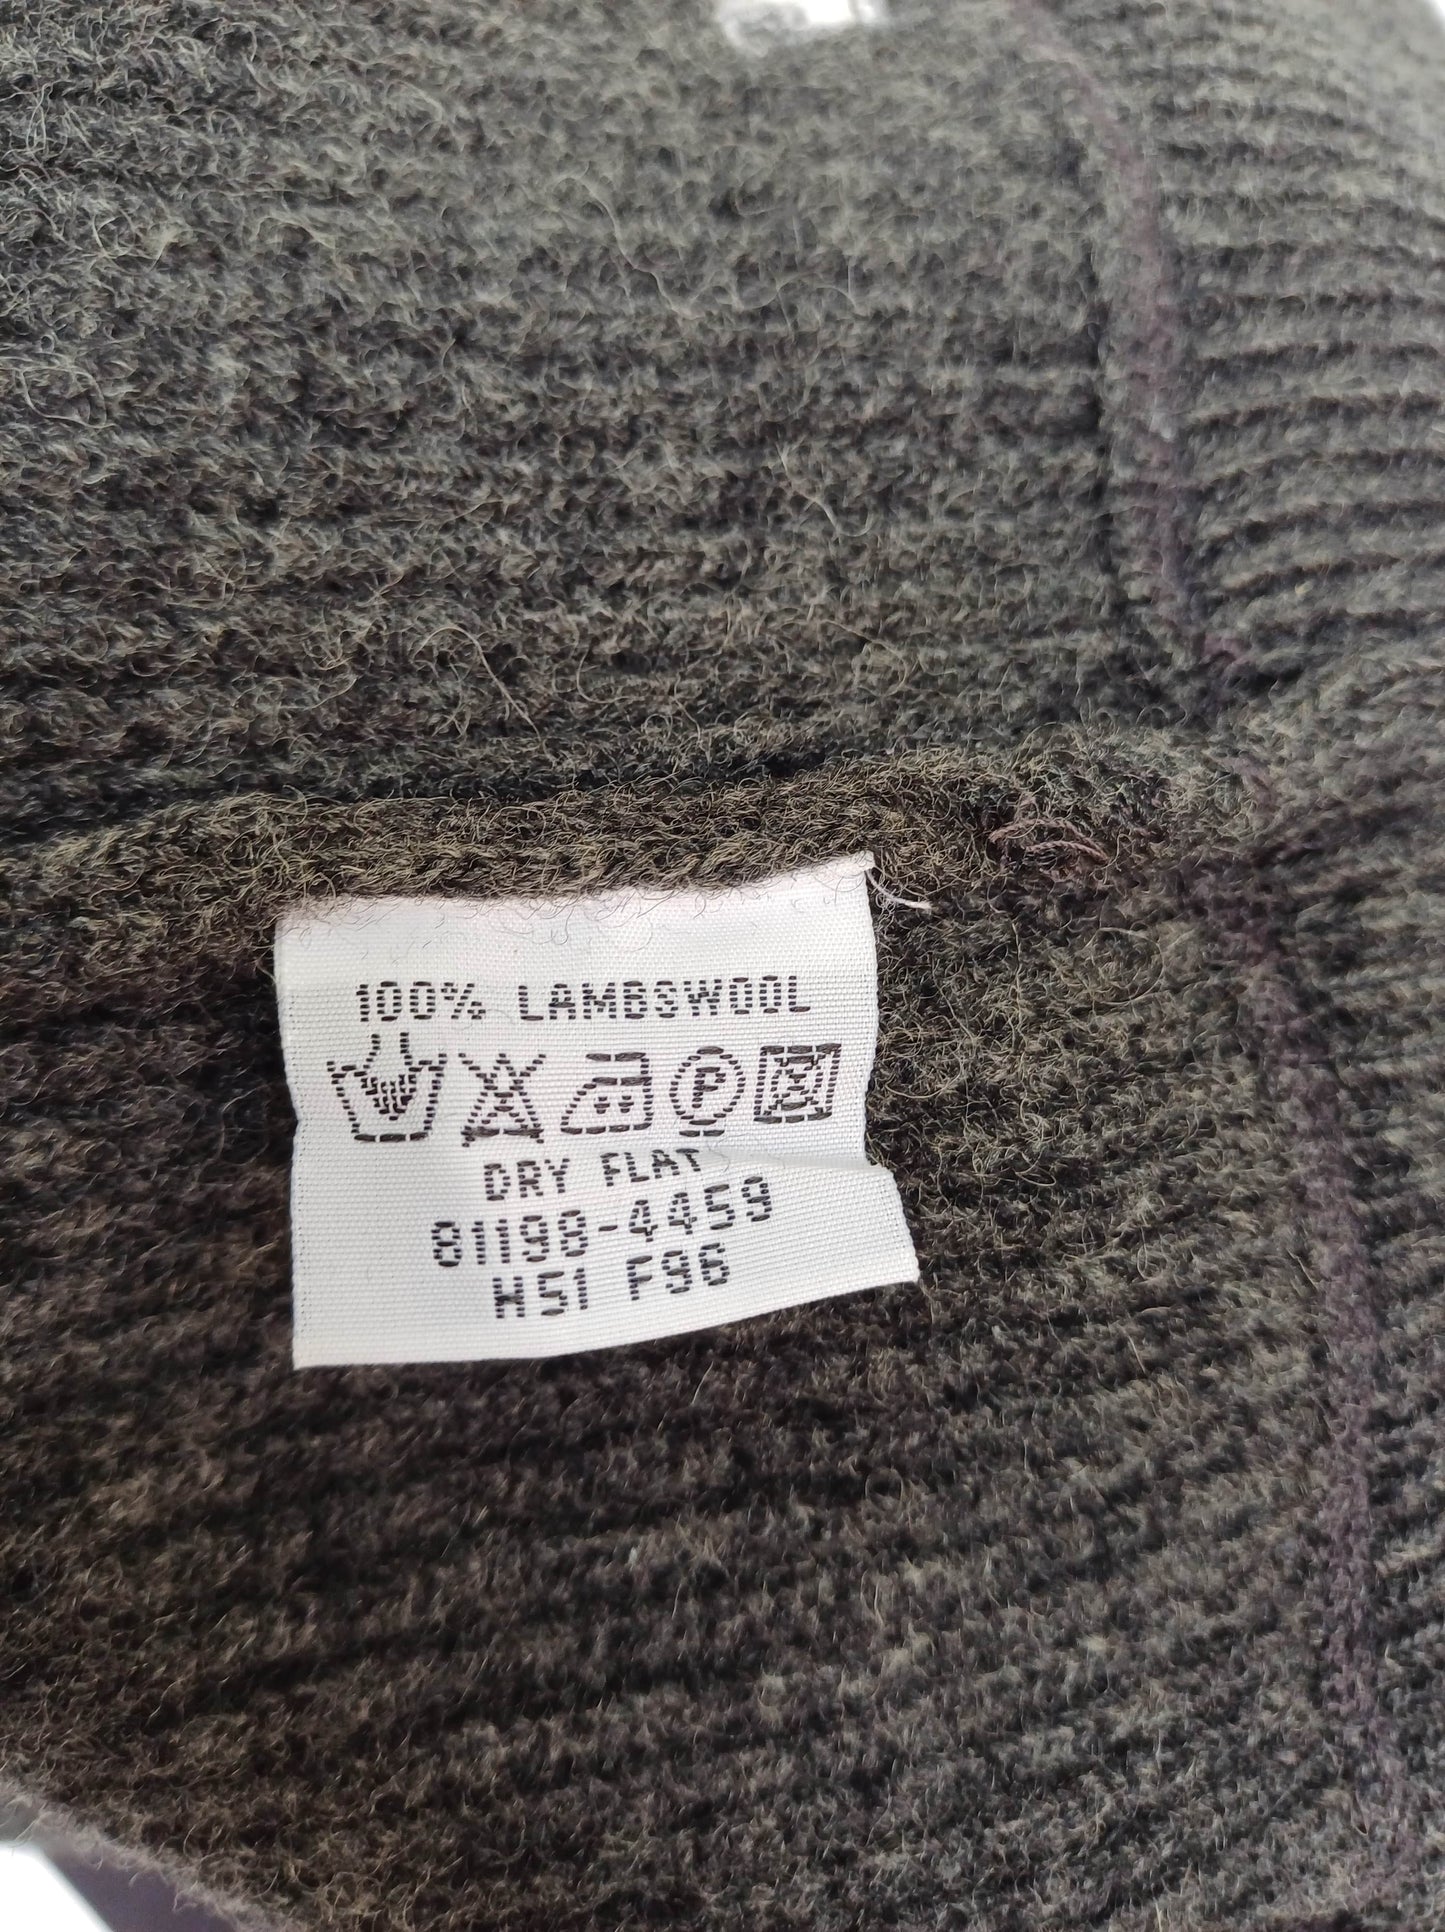 100% LAMBSWOOL
P
DRY FLAT
81198-4459
H51 F96